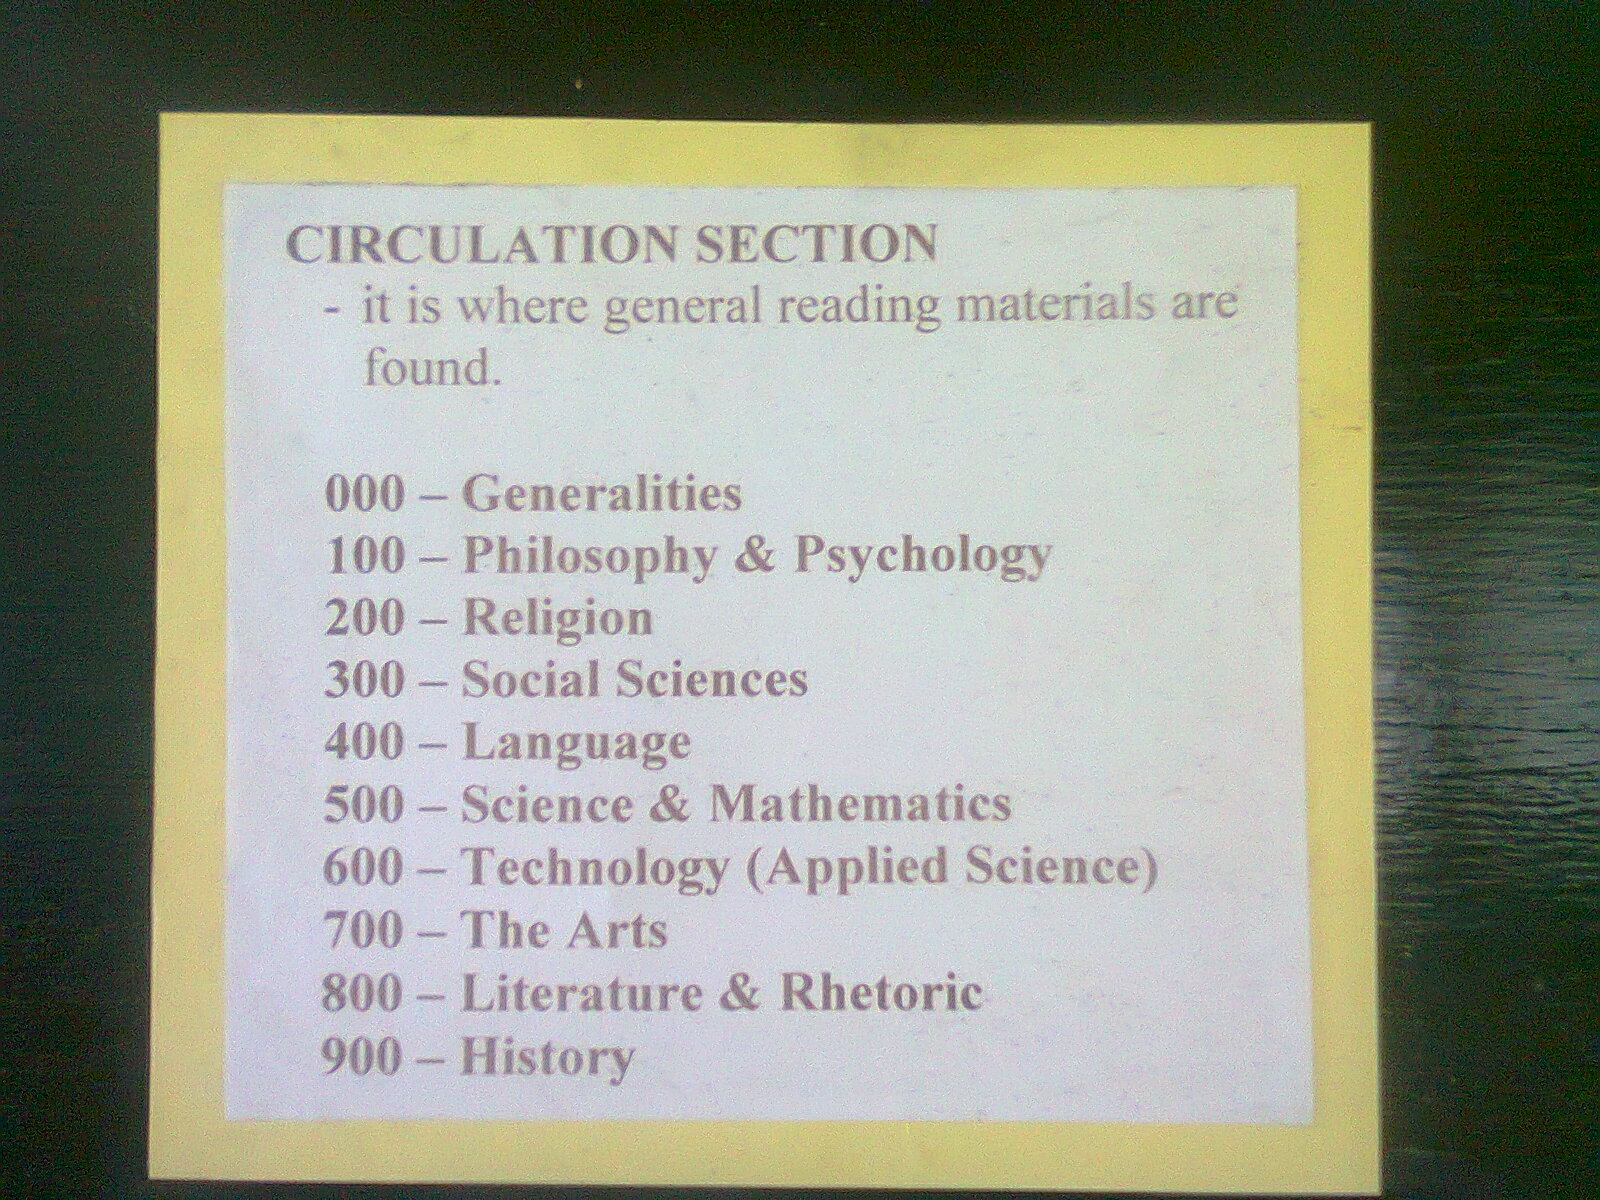 CIRCULATION SECTION
- it is where general reading materials are
found.
000 – Generalities
100 – Philosophy & Psychology
200 – Religion
300 – Social Sciences
400 – Language
500 – Science & Mathematics
600 – Technology (Applied Science)
700 – The Arts
800 – Literature & Rhetoric
900 – History